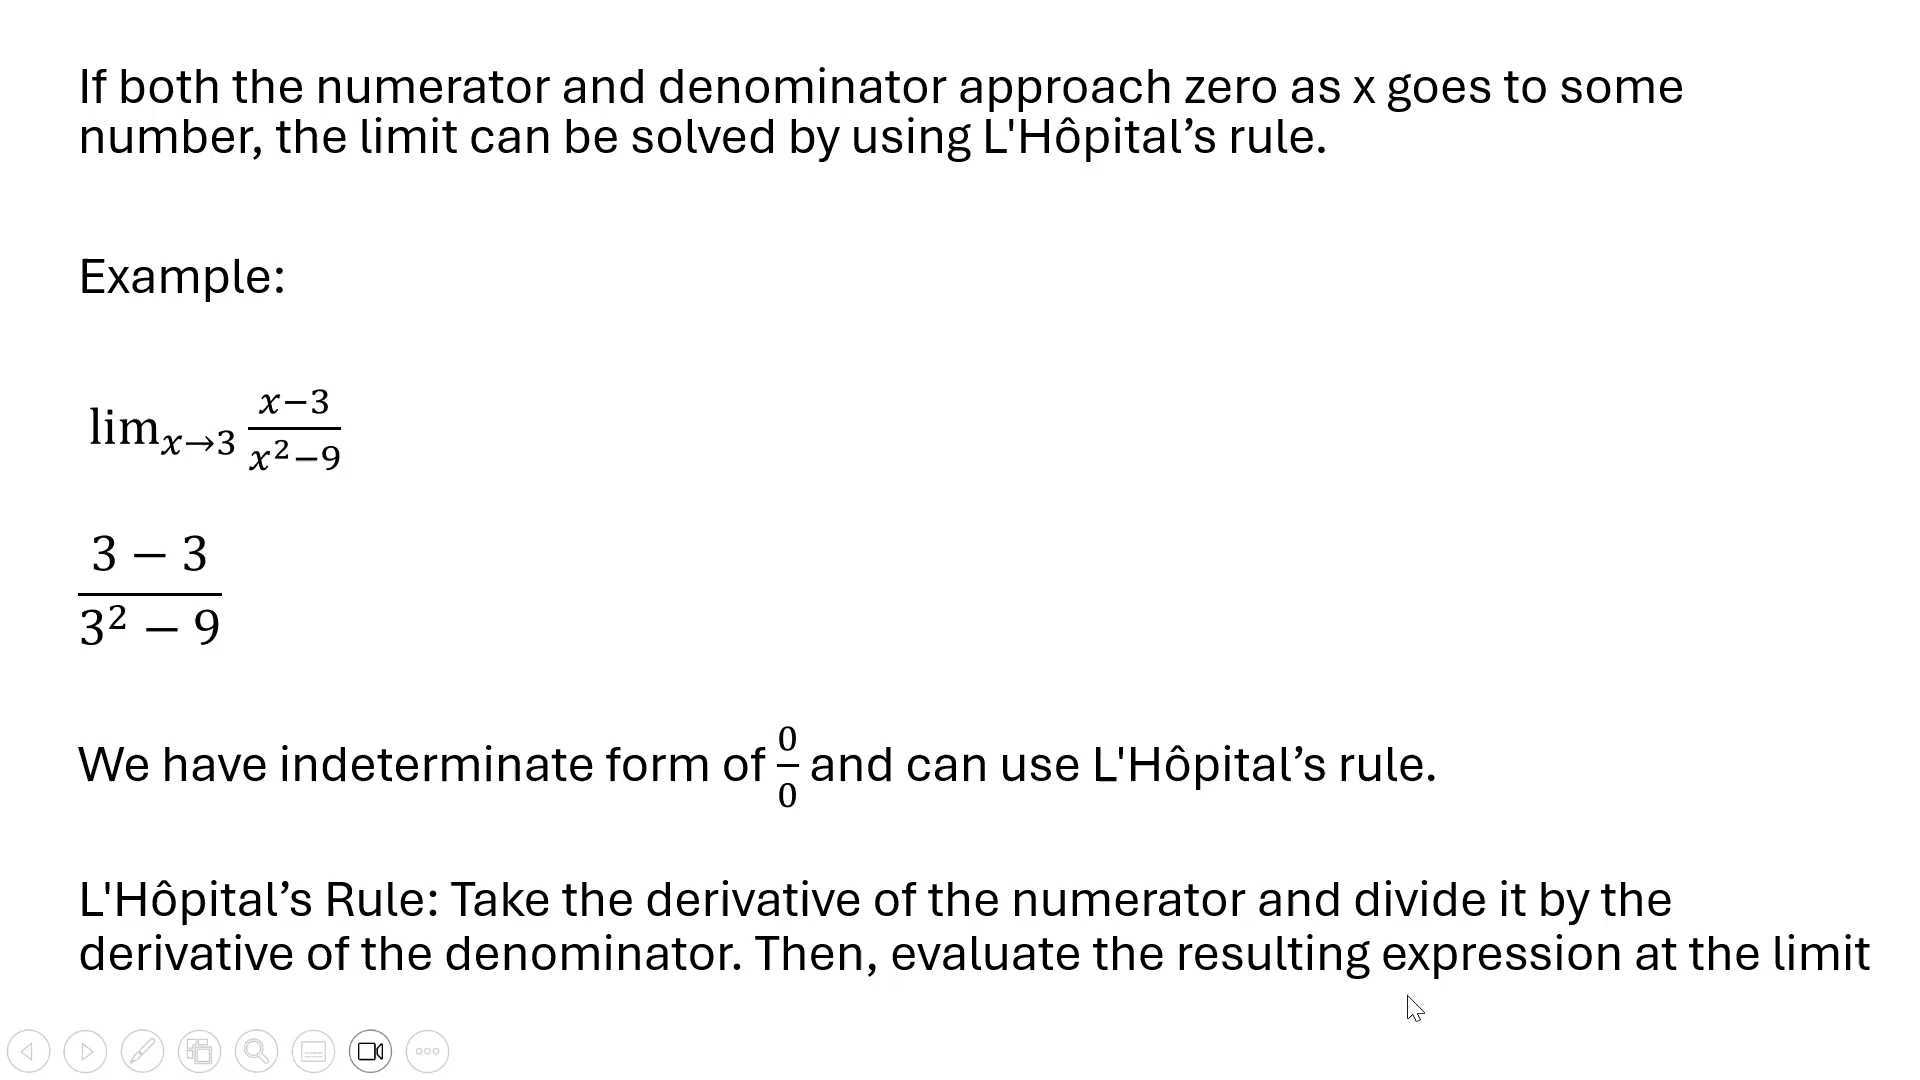 If both the numerator and denominator approach zero as x goes to some
number, the limit can be solved by using L'Hôpital’s rule.
Example:
lim_{x→3} \frac{x−3}{x²−9}
\frac{3 − 3}{3² − 9}
We have indeterminate form of \frac{0}{0} and can use L'Hôpital’s rule.
L'Hôpital’s Rule: Take the derivative of the numerator and divide it by the
derivative of the denominator. Then, evaluate the resulting expression at the limit